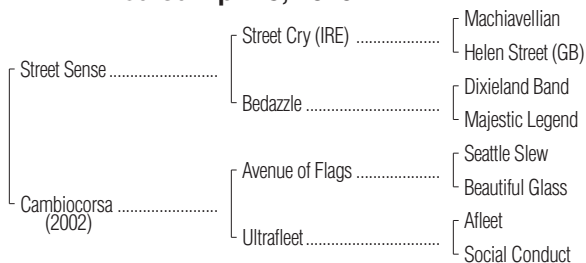 Machiavellian
Street Cry (IRE) ....................
Helen Street (GB)
Street Sense ..........................
Dixieland Band
Bedazzle ................................
Majestic Legend
Seattle Slew
Avenue of Flags ....................
Beautiful Glass
Cambiocorsa ........................
(2002)
Afleet
Ultrafleet................................
Social Conduct